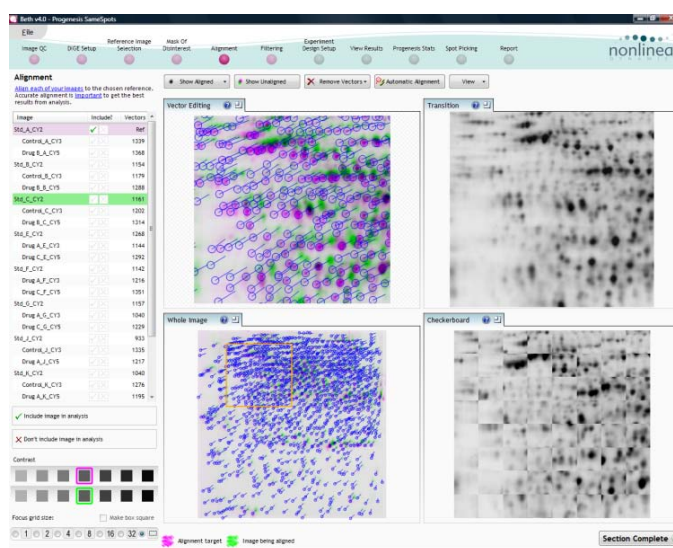 Beth v4.0 - Progenesis SameSpots
File
Image QC
DIGE Setup
Reference Image
Selection
Mask Of
Disinterest
Alignment
Filtering
Experiment
Design Setup
View Results
Progenesis Stats
Spot Picking
Report
nonlinea
DYNAMIC
Alignment
Align each of your images to the chosen reference.
Accurate alignment is important to get the best
results from analysis.
Show Aligned
Show Unaligned
Remove Vectors
Automatic Alignment
View
Image Include? Vectors
Std_A_CY2 Ref
Control_A_CY3 1339
Drug B_A_CY5 1068
Std_B_CY2 1154
Control_B_CY3 1179
Drug B_B_CY5 1288
Std_C_CY2 1161
Control_C_CY3 1202
Drug B_C_CY5 1314
Std_E_CY2 1268
Drug A_E_CY3 1144
Drug C_E_CY5 1292
Std_F_CY2 1142
Drug A_F_CY3 1216
Drug C_F_CY5 1351
Std_G_CY2 1157
Drug A_G_CY3 1040
Drug C_G_CY5 1229
Std_J_CY2 933
Control_J_CY3 1335
Drug A_J_CY5 1217
Std_K_CY2 1040
Control_K_CY3 1276
Drug A_K_CY5 1195
Vector Editing
Transition
Whole Image
Checkerboard
Include image in analysis
Don't include image in analysis
Contrast
Focus grid size:
Make box square
1 2 4 8 16 32
Alignment target
Image being aligned
Section Complete